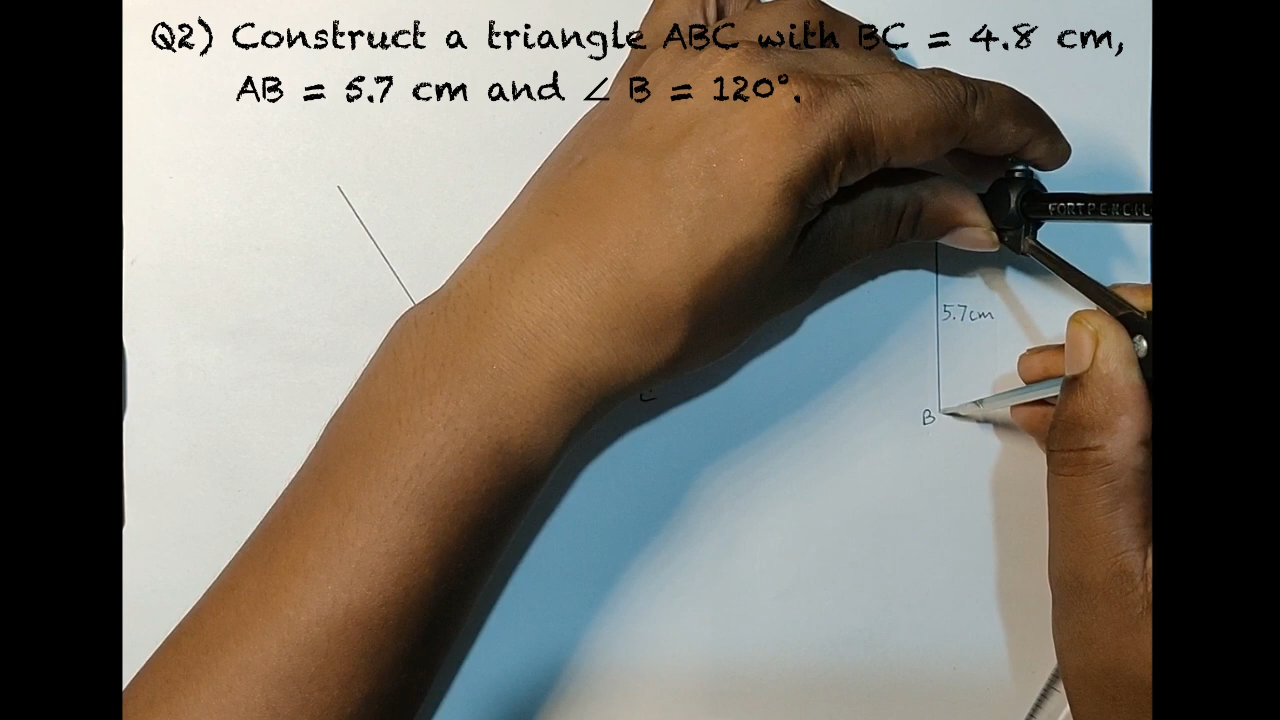 Q2) Construct a triangle ABC with BC = 4.8 cm,
AB = 5.7 cm and ∠ B = 120°.
FORTPENCIL
5.7cm
B